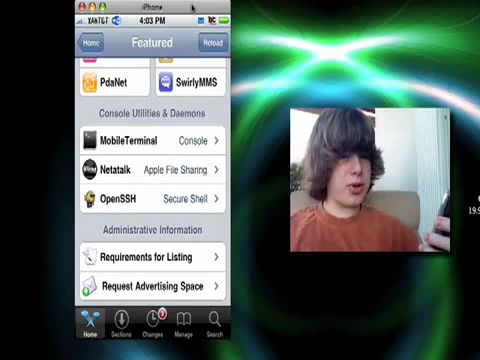 iPhone
XAN76T 4:03 PM
Home Featured Reload
PdaNet SwirlyMMS
Console Utilities & Daemons
MobileTerminal Console
Netatalk Apple File Sharing
OpenSSH Secure Shell
Administrative Information
Requirements for Listing
Request Advertising Space
Home Sections Changes Manage Search